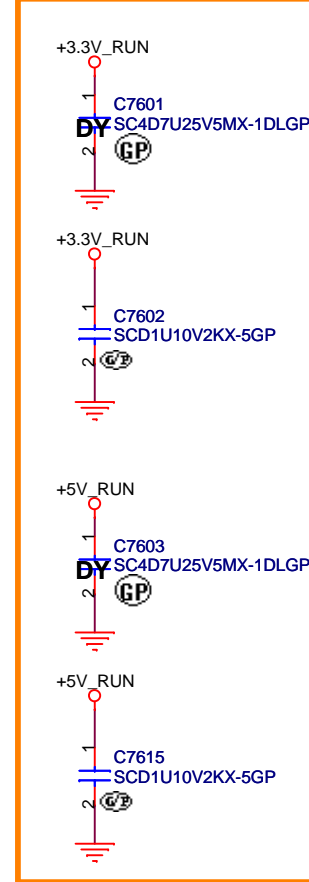 +3.3V_RUN
1
C7601
DY
SC4D7U25V5MX-1DLGP
2
GP
+3.3V_RUN
1
C7602
SCD1U10V2KX-5GP
2
G/P
+5V_RUN
1
C7603
DY
SC4D7U25V5MX-1DLGP
2
GP
+5V_RUN
1
C7615
SCD1U10V2KX-5GP
2
G/P